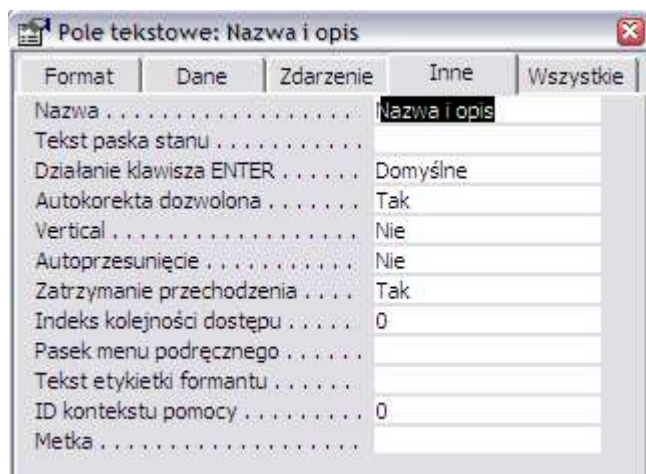 Pole tekstowe: Nazwa i opis
Format Dane Zdarzenie Inne Wszystkie
Nazwa . . . . . . . . . . . . . . . . . . . Nazwa i opis
Tekst paska stanu . . . . . . . . . . .
Działanie klawisza ENTER . . . . . . Domyślne
Autokorekta dozwolona . . . . . . . Tak
Vertical . . . . . . . . . . . . . . . . . . Nie
Autoprzesunięcie . . . . . . . . . . . Nie
Zatrzymanie przechodzenia . . . . Tak
Indeks kolejności dostępu . . . . . . 0
Pasek menu podręcznego . . . . . .
Tekst etykietki formantu . . . . . .
ID kontekstu pomocy . . . . . . . . . 0
Metka . . . . . . . . . . . . . . . . . . .